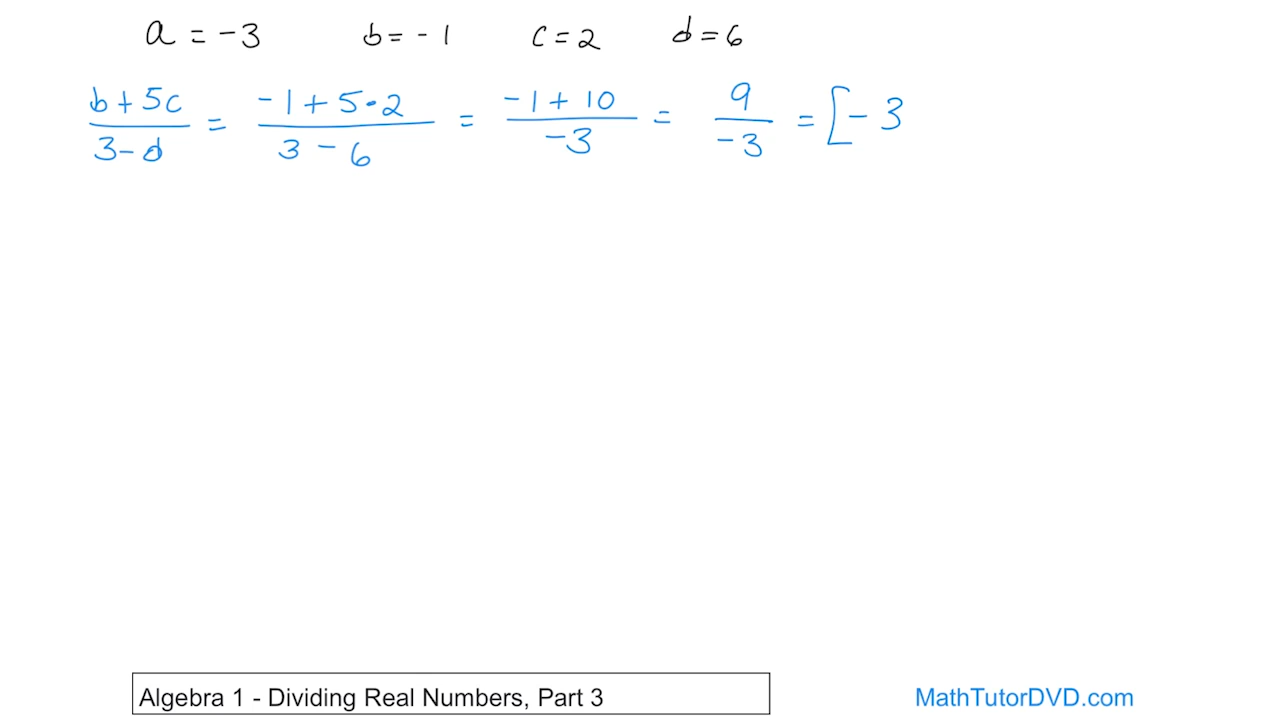 a = -3 b = -1 c = 2 d = 6
b+5c/3-d = -1+5•2/3-6 = -1+10/-3 = 9/-3 = [-3
Algebra 1 - Dividing Real Numbers, Part 3
MathTutorDVD.com